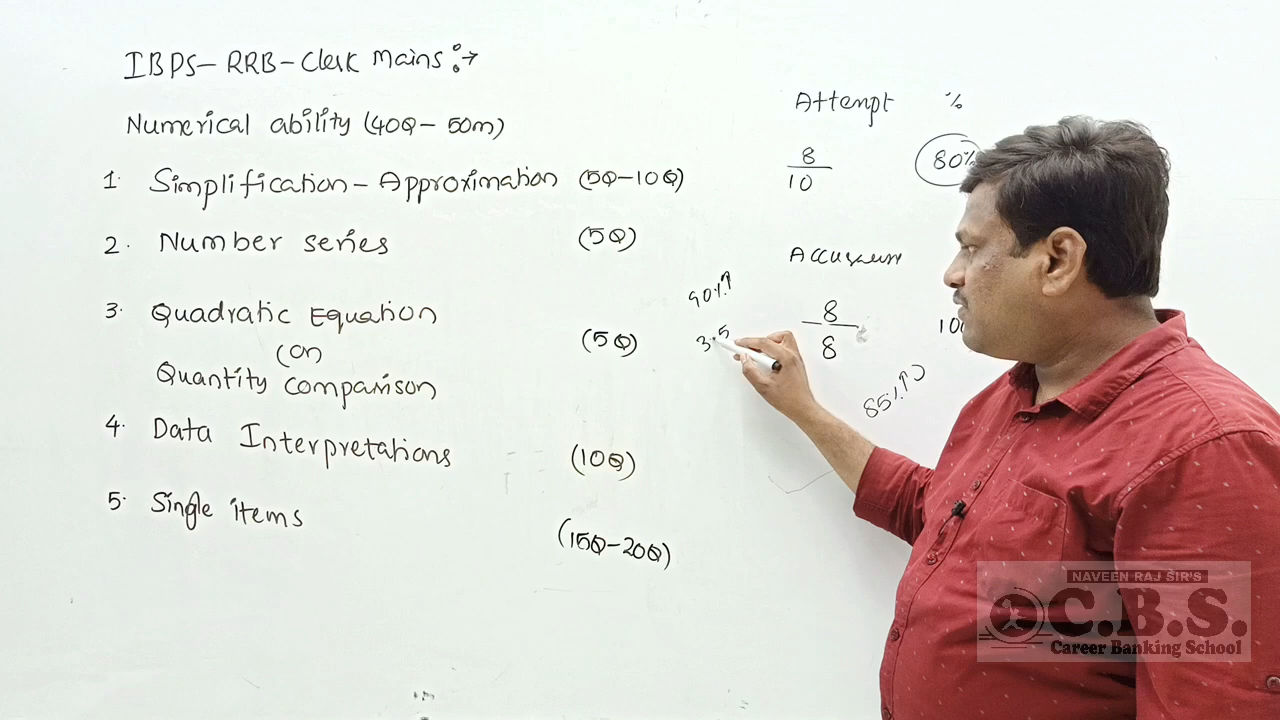 IBPS-RRB-Clerk Mains:→
Numerical ability (40Q-50m)
1. Simplification-Approximation (5Q-10Q)
2. Number series (5Q)
3. Quadratic Equation
(or)
Quantity comparison
(5Q)
4. Data Interpretations (10Q)
5. Single items (15Q-20Q)
Attempt %
8/10 80%
8/8
90%↑
3.5
85%↑
NAVEEN RAJ SIR'S
C.B.S.
Career Banking School